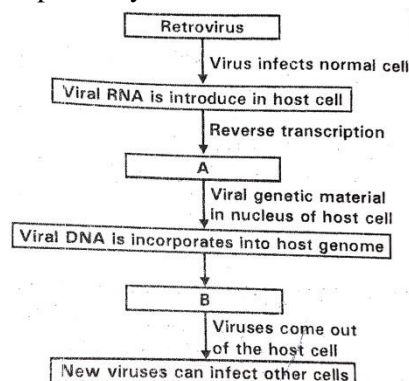 Retrovirus
Virus infects normal cell
Viral RNA is introduce in host cell
Reverse transcription
A
Viral genetic material
in nucleus of host cell
Viral DNA is incorporates into host genome
B
Viruses come out
of the host cell
New viruses can infect other cells